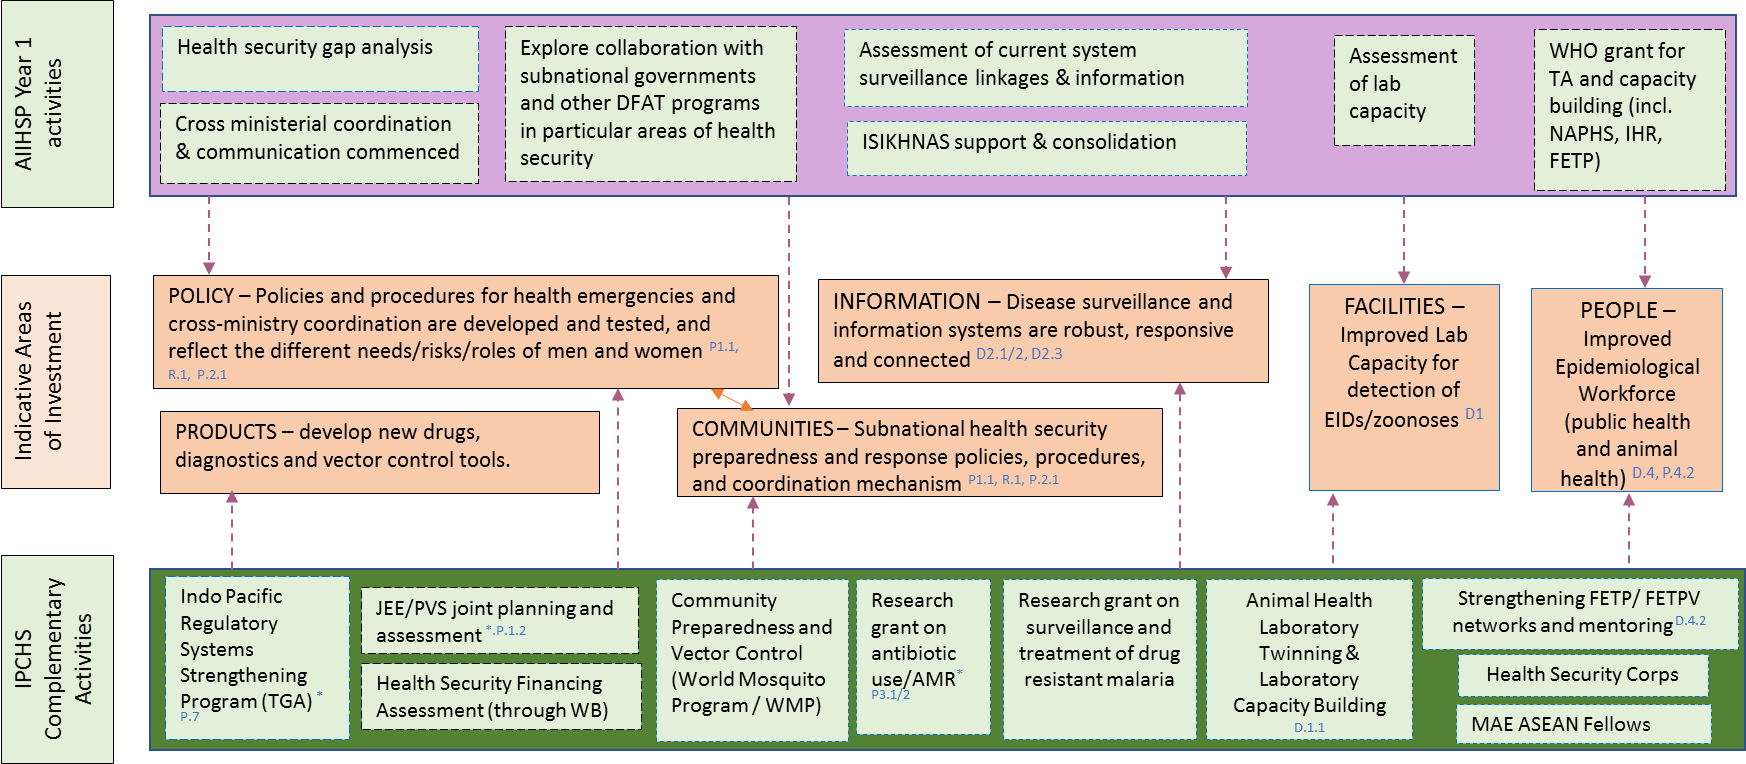 AIIHSP Year 1
activities
Health security gap analysis
Cross ministerial coordination
& communication commenced
Explore collaboration with
subnational governments
and other DFAT programs
in particular areas of health
security
Assessment of current system
surveillance linkages & information
ISIKHNAS support & consolidation
Assessment
of lab
capacity
WHO grant for
TA and capacity
building (incl.
NAPHS, IHR,
FETP)
Indicative Areas
of Investment
POLICY – Policies and procedures for health emergencies and
cross-ministry coordination are developed and tested, and
reflect the different needs/risks/roles of men and women P1.1,
R.1, P.2.1
PRODUCTS – develop new drugs,
diagnostics and vector control tools.
COMMUNITIES – Subnational health security
preparedness and response policies, procedures,
and coordination mechanism P1.1, R.1, P.2.1
INFORMATION – Disease surveillance and
information systems are robust, responsive
and connected D2.1/2, D2.3
FACILITIES –
Improved Lab
Capacity for
detection of
EIDs/zoonoses D1
PEOPLE –
Improved
Epidemiological
Workforce
(public health
and animal
health) D.4, P.4.2
IPCHS
Complementary
Activities
Indo Pacific
Regulatory
Systems
Strengthening
Program (TGA) *
P.7
JEE/PVS joint planning and
assessment *.P.1.2
Health Security Financing
Assessment (through WB)
Community
Preparedness and
Vector Control
(World Mosquito
Program / WMP)
Research
grant on
antibiotic
use/AMR*
P3.1/2
Research grant on
surveillance and
treatment of drug
resistant malaria
Animal Health
Laboratory
Twinning &
Laboratory
Capacity Building
D.1.1
Strengthening FETP/ FETPV
networks and mentoring D.4.2
Health Security Corps
MAE ASEAN Fellows